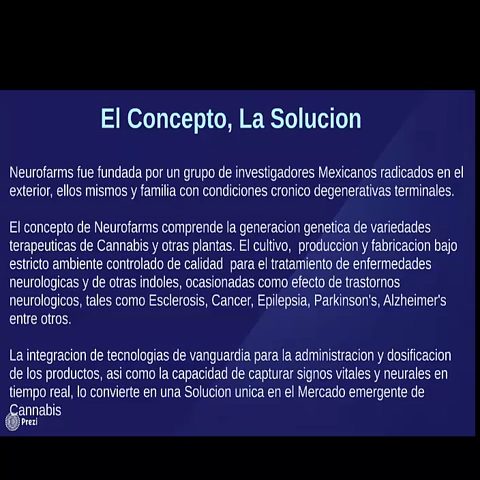 El Concepto, La Solucion
Neurofarms fue fundada por un grupo de investigadores Mexicanos radicados en el
exterior, ellos mismos y familia con condiciones cronico degenerativas terminales.
El concepto de Neurofarms comprende la generacion genetica de variedades
terapeuticas de Cannabis y otras plantas. El cultivo, produccion y fabricacion bajo
estricto ambiente controlado de calidad para el tratamiento de enfermedades
neurologicas y de otras indoles, ocasionadas como efecto de trastornos
neurologicos, tales como Esclerosis, Cancer, Epilepsia, Parkinson's, Alzheimer's
entre otros.
La integracion de tecnologias de vanguardia para la administracion y dosificacion
de los productos, asi como la capacidad de capturar signos vitales y neurales en
tiempo real, lo convierte en una Solucion unica en el Mercado emergente de
Cannabis
Prezi